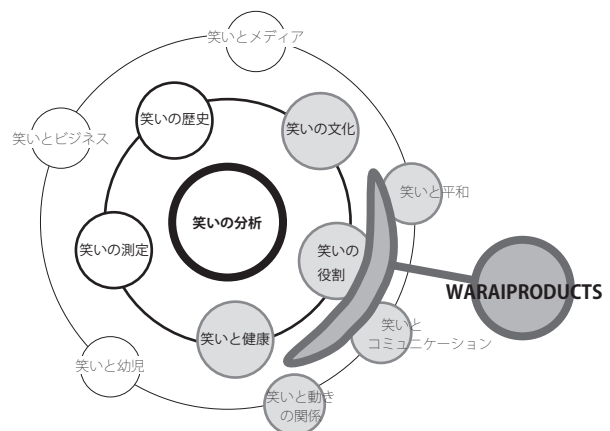 笑いとメディア
笑いの歴史
笑いの文化
笑いとビジネス
笑いと平和
笑いの分析
笑いの測定
笑いの
役割
WARAIPRODUCTS
笑いと健康
笑いと
コミュニケーション
笑いと幼児
笑いと動き
の関係